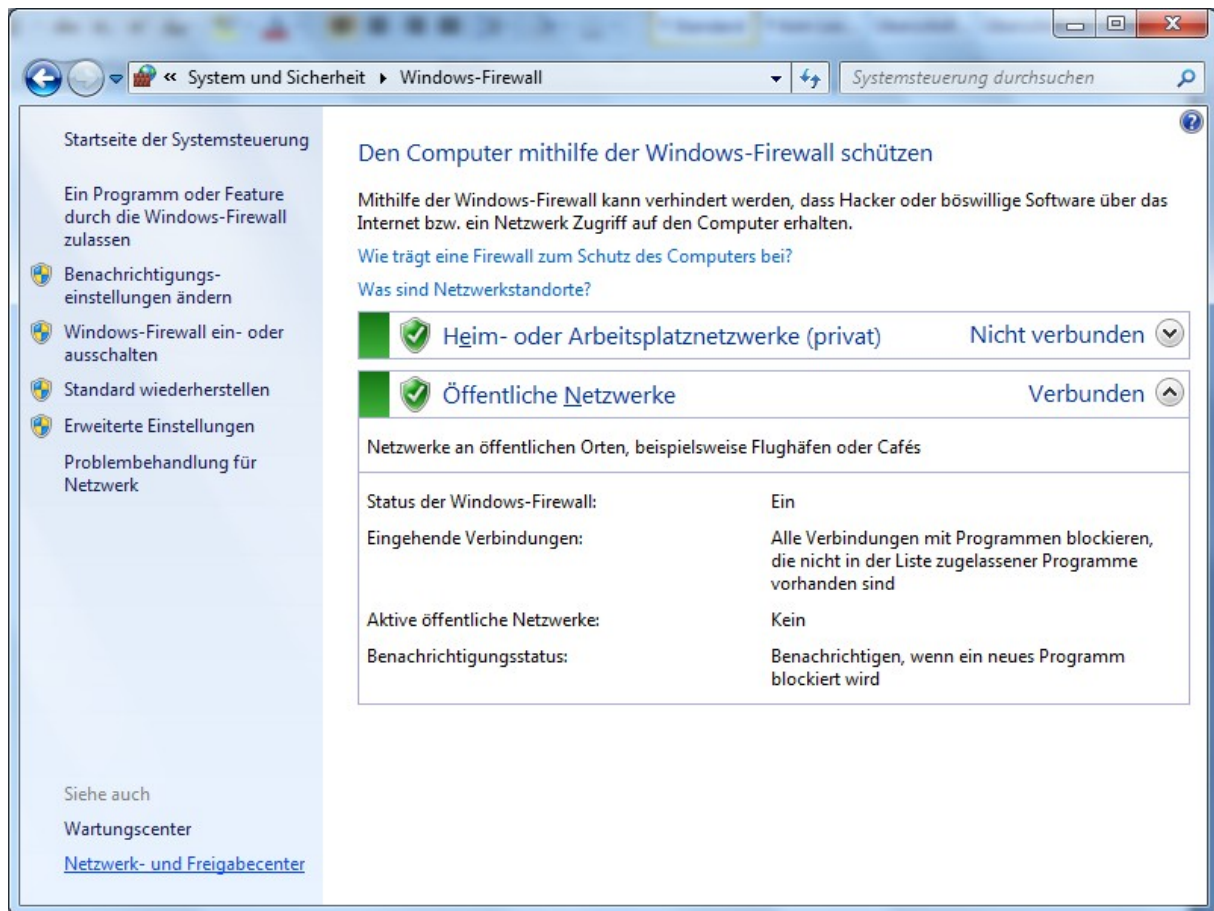 « System und Sicherheit ▸ Windows-Firewall
Systemsteuerung durchsuchen
Startseite der Systemsteuerung
Ein Programm oder Feature
durch die Windows-Firewall
zulassen
Benachrichtigungs-
einstellungen ändern
Windows-Firewall ein- oder
ausschalten
Standard wiederherstellen
Erweiterte Einstellungen
Problembehandlung für
Netzwerk
Siehe auch
Wartungscenter
Netzwerk- und Freigabecenter
Den Computer mithilfe der Windows-Firewall schützen
Mithilfe der Windows-Firewall kann verhindert werden, dass Hacker oder böswillige Software über das
Internet bzw. ein Netzwerk Zugriff auf den Computer erhalten.
Wie trägt eine Firewall zum Schutz des Computers bei?
Was sind Netzwerkstandorte?
Heim- oder Arbeitsplatznetzwerke (privat) Nicht verbunden
Öffentliche Netzwerke Verbunden
Netzwerke an öffentlichen Orten, beispielsweise Flughäfen oder Cafés
Status der Windows-Firewall: Ein
Eingehende Verbindungen: Alle Verbindungen mit Programmen blockieren,
die nicht in der Liste zugelassener Programme
vorhanden sind
Aktive öffentliche Netzwerke: Kein
Benachrichtigungsstatus: Benachrichtigen, wenn ein neues Programm
blockiert wird